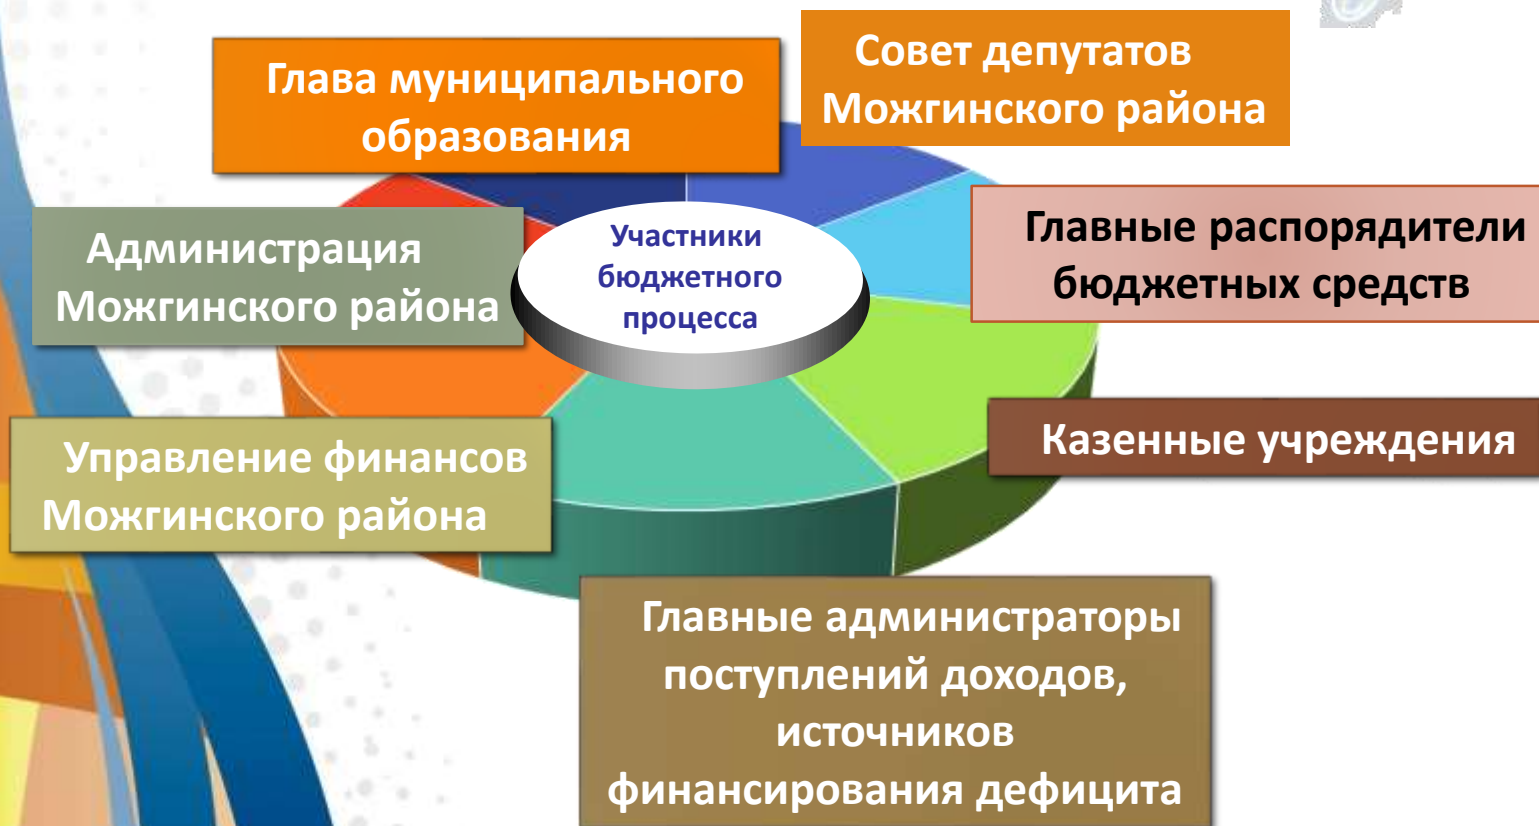 Глава муниципального
образования
Совет депутатов
Можгинского района
Администрация
Можгинского района
Участники
бюджетного
процесса
Главные распорядители
бюджетных средств
Управление финансов
Можгинского района
Казенные учреждения
Главные администраторы
поступлений доходов,
источников
финансирования дефицита